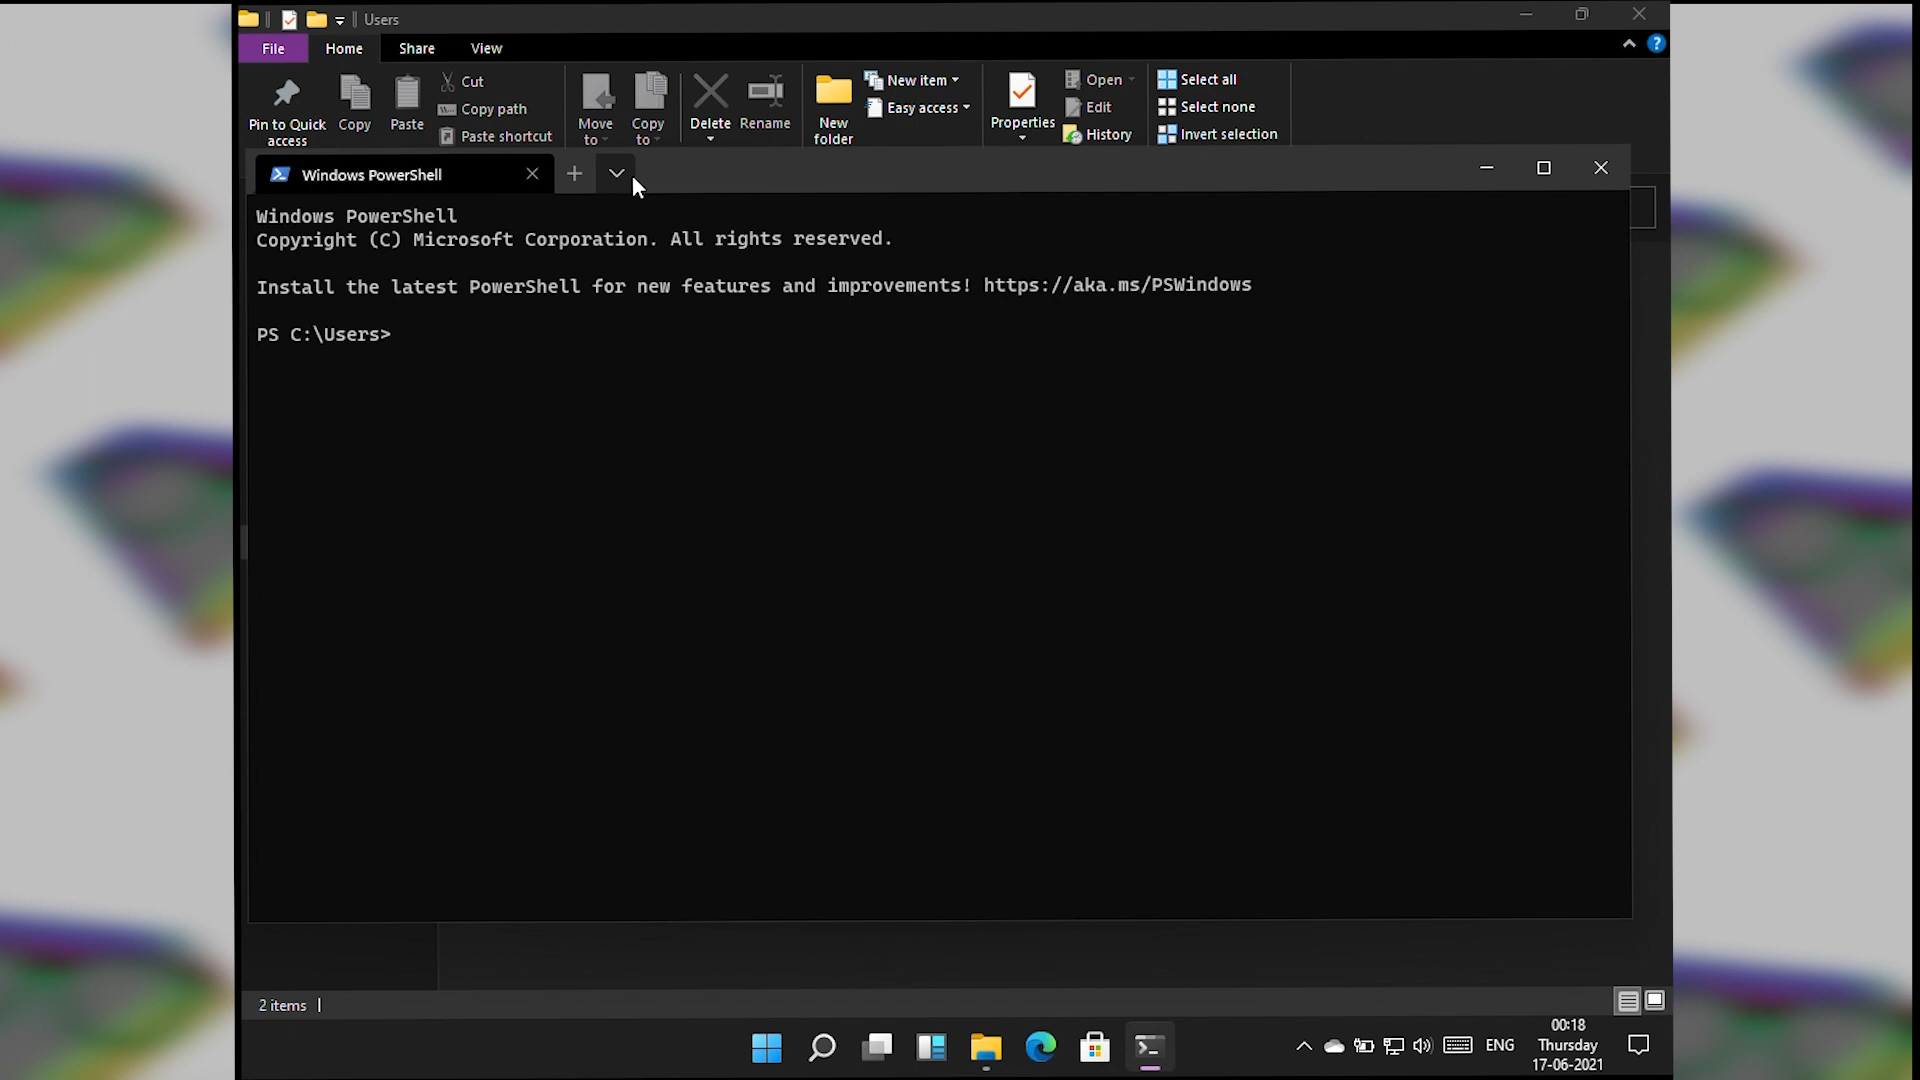 Users
File Home Share View
Pin to Quick access
Copy
Paste
Cut
Copy path
Paste shortcut
Move to
Copy to
Delete
Rename
New folder
New item
Easy access
Properties
Open
Edit
History
Select all
Select none
Invert selection
Windows PowerShell
Windows PowerShell
Copyright (C) Microsoft Corporation. All rights reserved.
Install the latest PowerShell for new features and improvements! https://aka.ms/PSWindows
PS C:\Users>
2 items
ENG
00:18
Thursday
17-06-2021